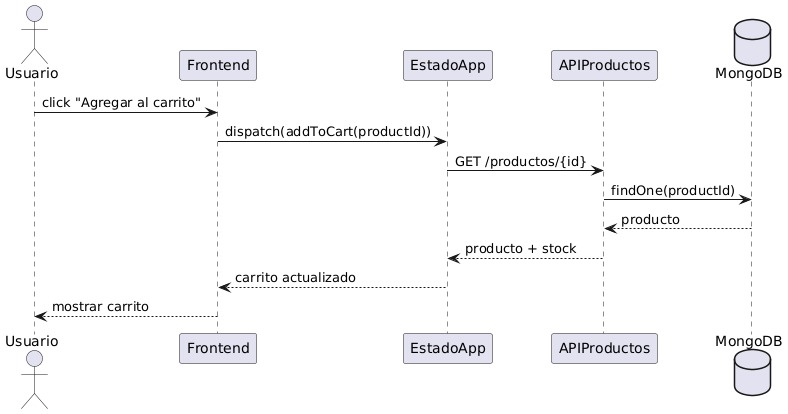 Usuario
Frontend
EstadoApp
APIProductos
MongoDB
click "Agregar al carrito"
dispatch(addToCart(productId))
GET /productos/{id}
findOne(productId)
producto
producto + stock
carrito actualizado
mostrar carrito
Usuario
Frontend
EstadoApp
APIProductos
MongoDB